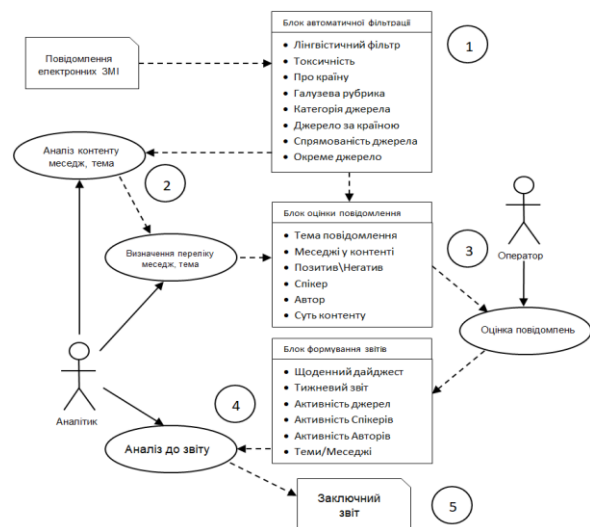 Блок автоматичної фільтрації
1
Лінгвістичний фільтр
Токсичність
Про країну
Галузева рубрика
Категорія джерела
Джерело за країною
Спрямованість джерела
Окреме джерело
Повідомлення
електронних ЗМІ
Аналіз контенту
меседж, тема
2
Визначення переліку
меседж, тема
Блок оцінки повідомлення
Тема повідомлення
Меседжі у контенті
Позитив\Негатив
Спікер
Автор
Суть контенту
3
Оператор
Оцінка повідомлень
Блок формування звітів
Щоденний дайджест
Тижневий звіт
Активність джерел
Активність Спікерів
Активність Авторів
Теми/Меседжі
Аналітик
4
Аналіз до звіту
Заключний
звіт
5